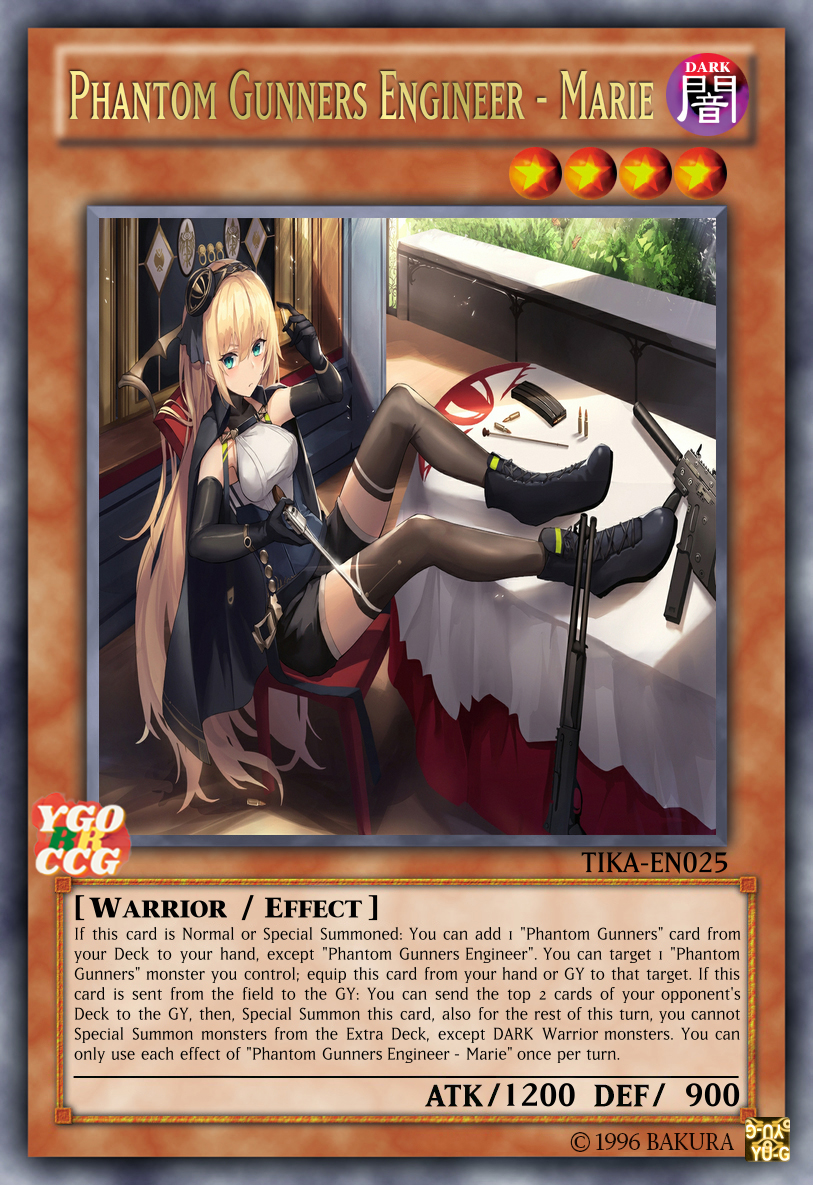 PHANTOM GUNNERS ENGINEER - MARIE
DARK
闇
TIKA-EN025
YGO
RR
CCG
[ WARRIOR / EFFECT ]
If this card is Normal or Special Summoned: You can add 1 "Phantom Gunners" card from
your Deck to your hand, except "Phantom Gunners Engineer". You can target 1 "Phantom
Gunners" monster you control; equip this card from your hand or GY to that target. If this
card is sent from the field to the GY: You can send the top 2 cards of your opponent's
Deck to the GY, then, Special Summon this card, also for the rest of this turn, you cannot
Special Summon monsters from the Extra Deck, except DARK Warrior monsters. You can
only use each effect of "Phantom Gunners Engineer - Marie" once per turn.
ATK/1200 DEF/ 900
© 1996 BAKURA